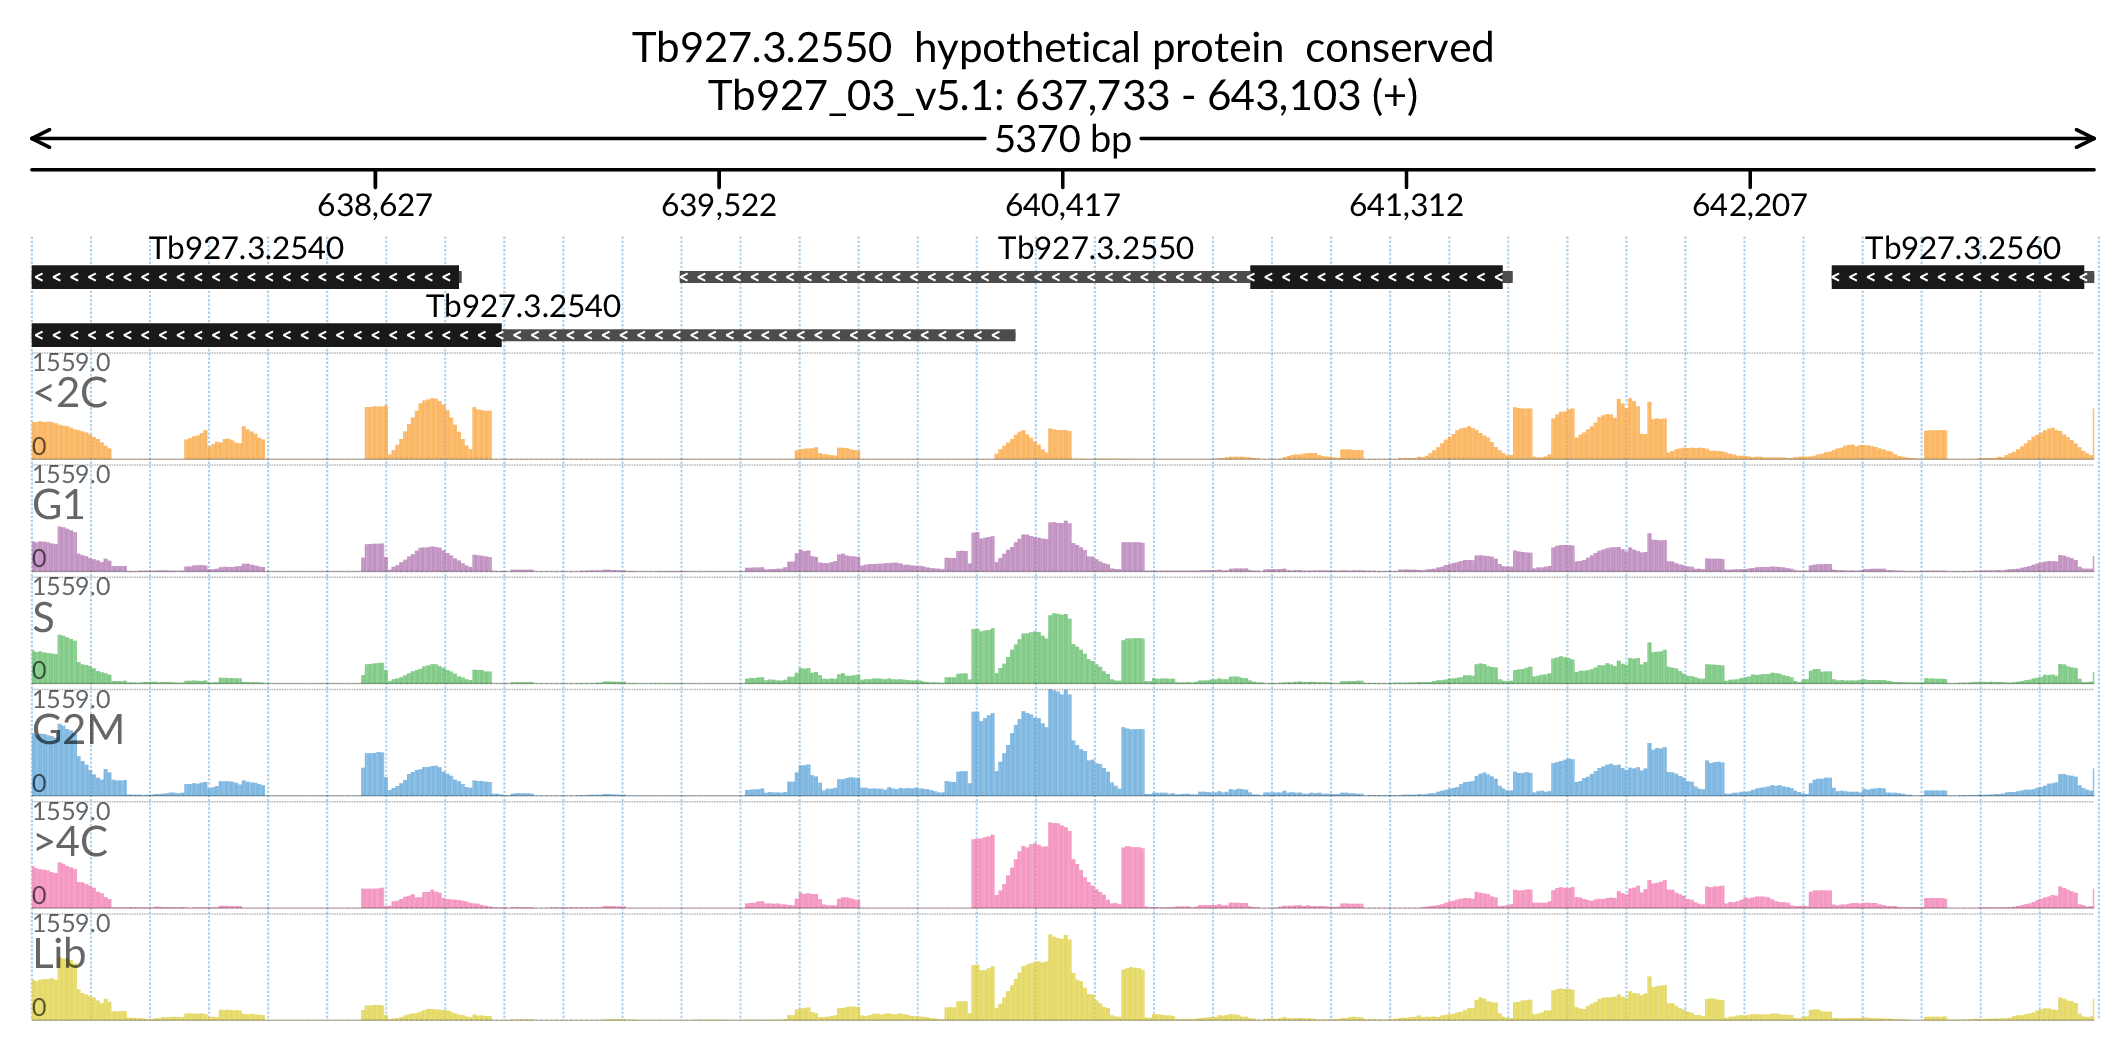 Tb927.3.2550  hypothetical protein  conserved
Tb927_03_v5.1: 637,733 - 643,103 (+)
5370 bp
638,627 639,522 640,417 641,312 642,207
Tb927.3.2540 Tb927.3.2550 Tb927.3.2560
Tb927.3.2540
1559.0
<2C
0
1559.0
G1
0
1559.0
S
0
1559.0
G2M
0
1559.0
>4C
0
1559.0
Lib
0